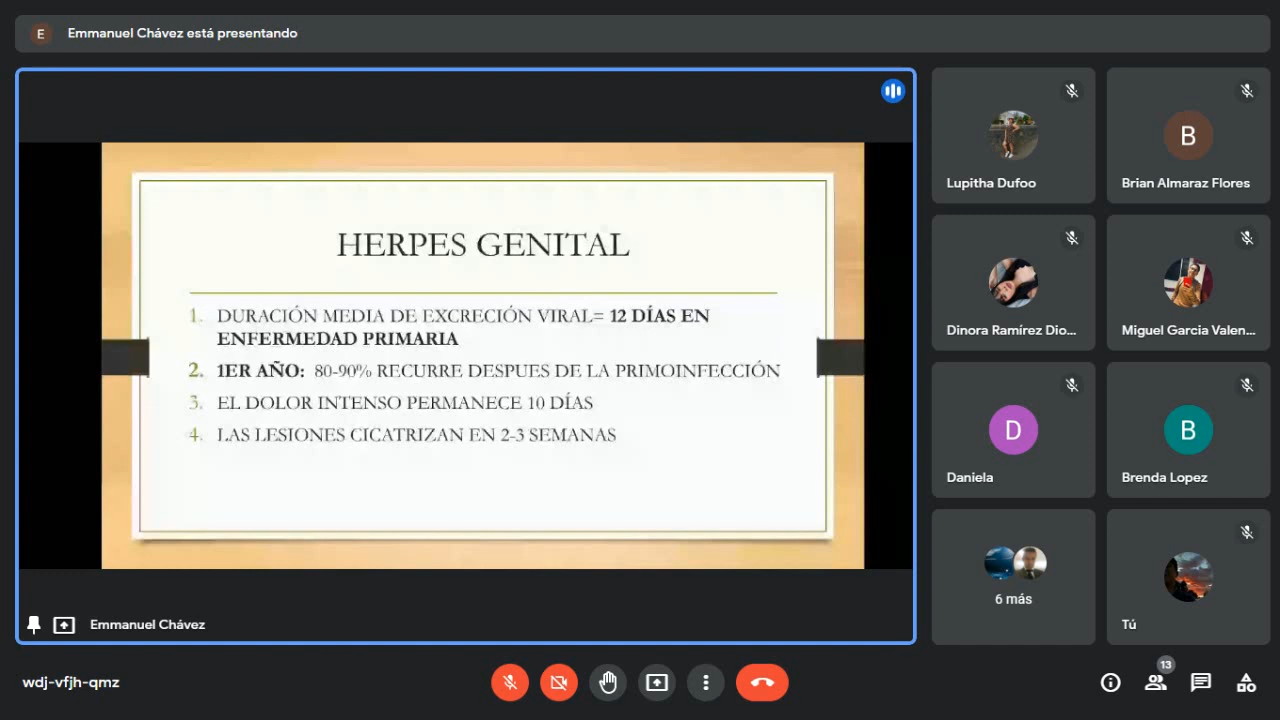 E
Emmanuel Chávez está presentando
HERPES GENITAL
1. DURACIÓN MEDIA DE EXCRECIÓN VIRAL= 12 DÍAS EN
ENFERMEDAD PRIMARIA
2. 1ER AÑO: 80-90% RECURRE DESPUES DE LA PRIMOINFECCIÓN
3. EL DOLOR INTENSO PERMANECE 10 DÍAS
4. LAS LESIONES CICATRIZAN EN 2-3 SEMANAS
Emmanuel Chávez
Lupitha Dufoo
B
Brian Almaraz Flores
Dinora Ramírez Dio...
Miguel Garcia Valen...
D
Daniela
B
Brenda Lopez
6 más
Tú
wdj-vfjh-qmz
13